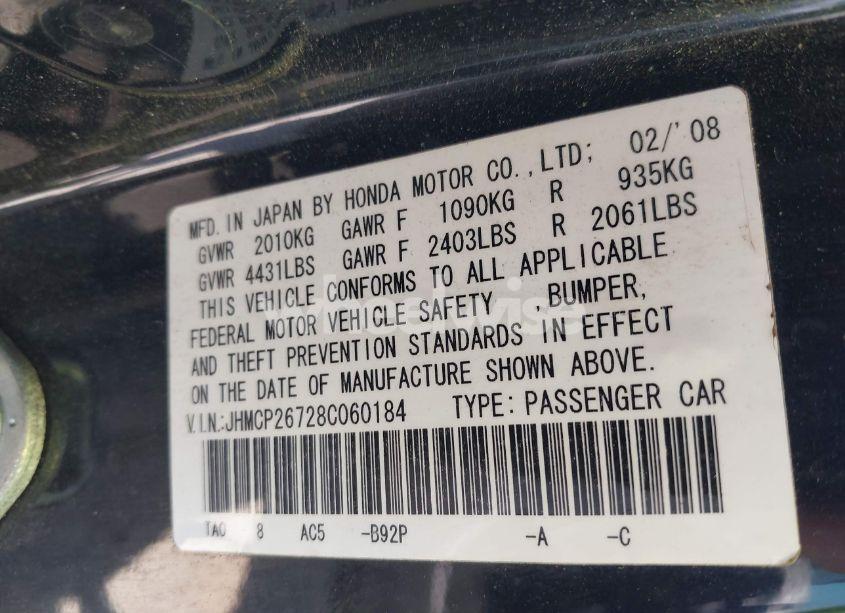 MFD. IN JAPAN BY HONDA MOTOR CO., LTD; 02/'08
GVWR 2010KG GAWR F 1090KG R 935KG
GVWR 4431LBS GAWR F 2403LBS R 2061LBS
THIS VEHICLE CONFORMS TO ALL APPLICABLE
FEDERAL MOTOR VEHICLE SAFETY ,BUMPER,
AND THEFT PREVENTION STANDARDS IN EFFECT
ON THE DATE OF MANUFACTURE SHOWN ABOVE.
V.I.N.:JHMCP26728C060184 TYPE: PASSENGER CAR
TA0 8 AC5 -B92P -A -C
wheelwise